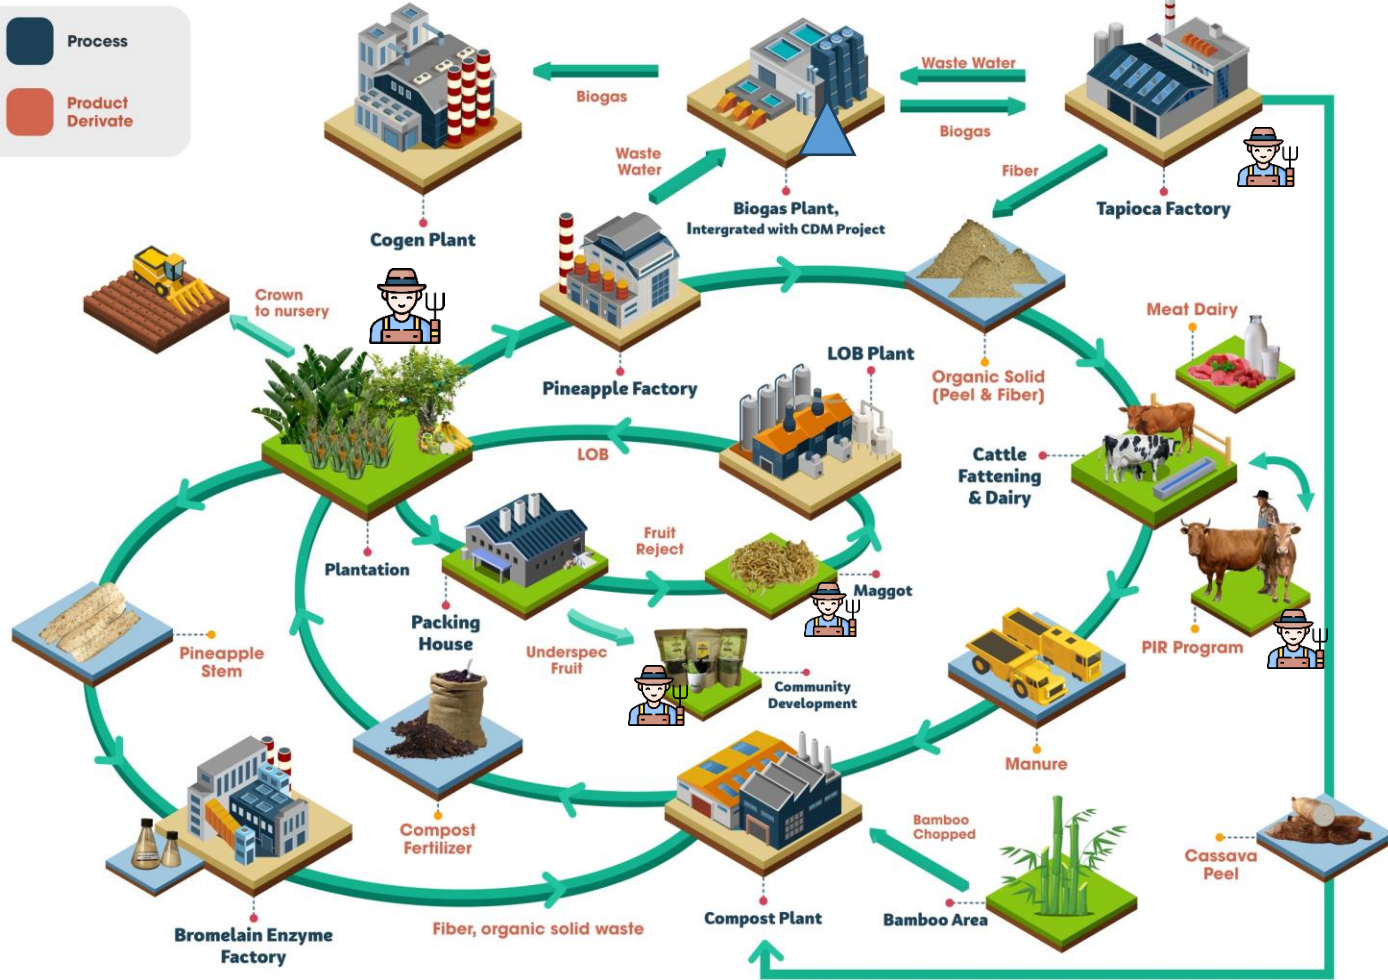 Process
Product
Derivate
Biogas
Waste Water
Biogas
Waste
Water
Fiber
Cogen Plant
Biogas Plant,
Intergrated with CDM Project
Tapioca Factory
Crown
to nursery
Pineapple Factory
LOB Plant
Organic Solid
(Peel & Fiber)
Meat Dairy
LOB
Cattle
Fattening
& Dairy
Plantation
Fruit
Reject
Packing
House
Maggot
Pineapple
Stem
Underspec
Fruit
Community
Development
PIR Program
Manure
Compost
Fertilizer
Bamboo
Chopped
Cassava
Peel
Bromelain Enzyme
Factory
Fiber, organic solid waste
Compost Plant
Bamboo Area